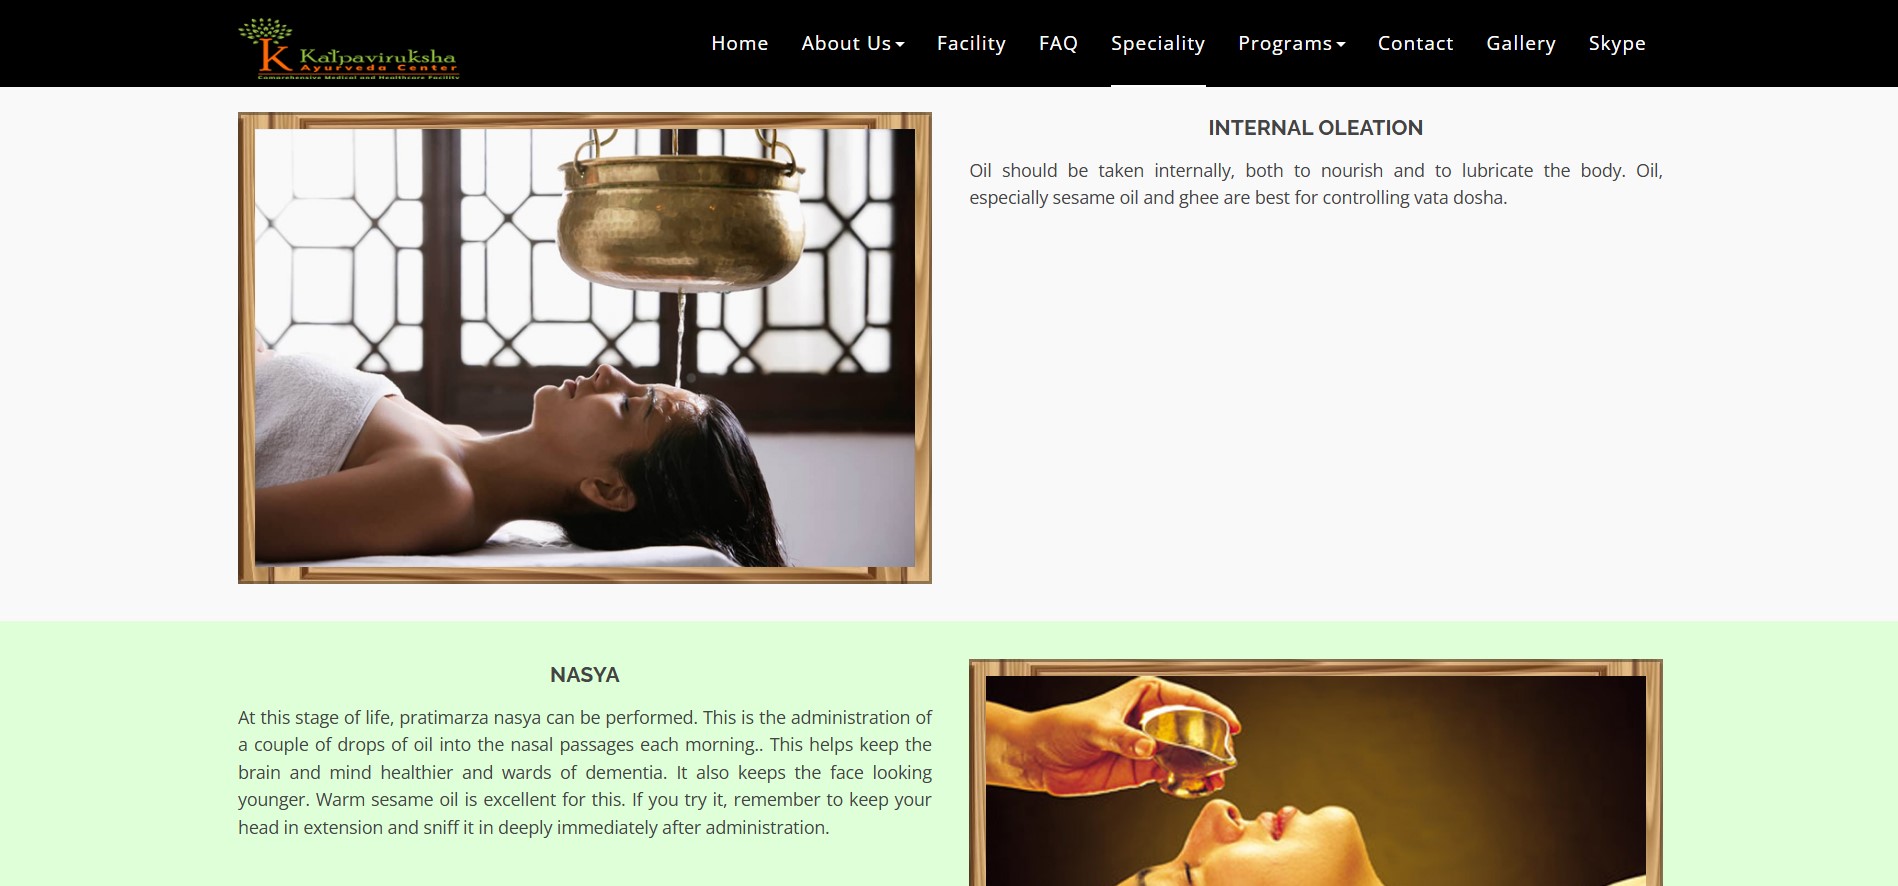 Kalpaviruksha
Ayurveda Center
Comprehensive Medical and Healthcare Facility
Home About Us Facility FAQ Speciality Programs Contact Gallery Skype
INTERNAL OLEATION
Oil should be taken internally, both to nourish and to lubricate the body. Oil,
especially sesame oil and ghee are best for controlling vata dosha.
NASYA
At this stage of life, pratimarza nasya can be performed. This is the administration of
a couple of drops of oil into the nasal passages each morning.. This helps keep the
brain and mind healthier and wards of dementia. It also keeps the face looking
younger. Warm sesame oil is excellent for this. If you try it, remember to keep your
head in extension and sniff it in deeply immediately after administration.